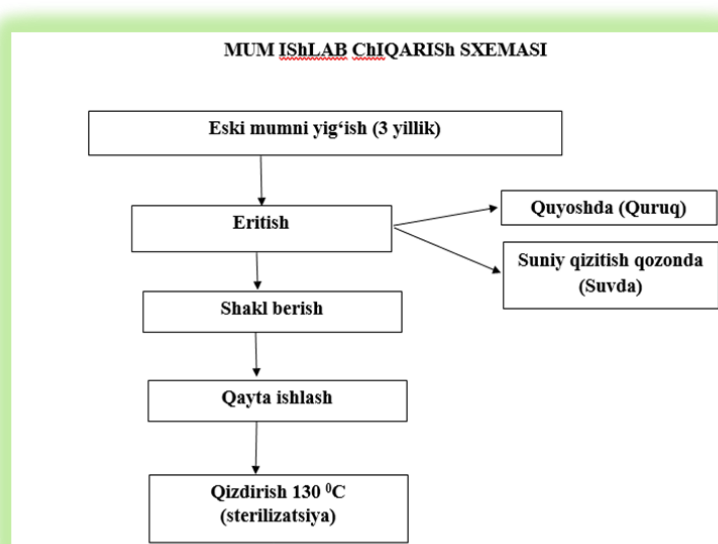 MUM IShLAB ChIQARISh SXEMASI
Eski mumni yig‘ish (3 yillik)
Eritish
Quyoshda (Quruq)
Suniy qizitish qozonda
(Suvda)
Shakl berish
Qayta ishlash
Qizdirish 130 ⁰C
(sterilizatsiya)